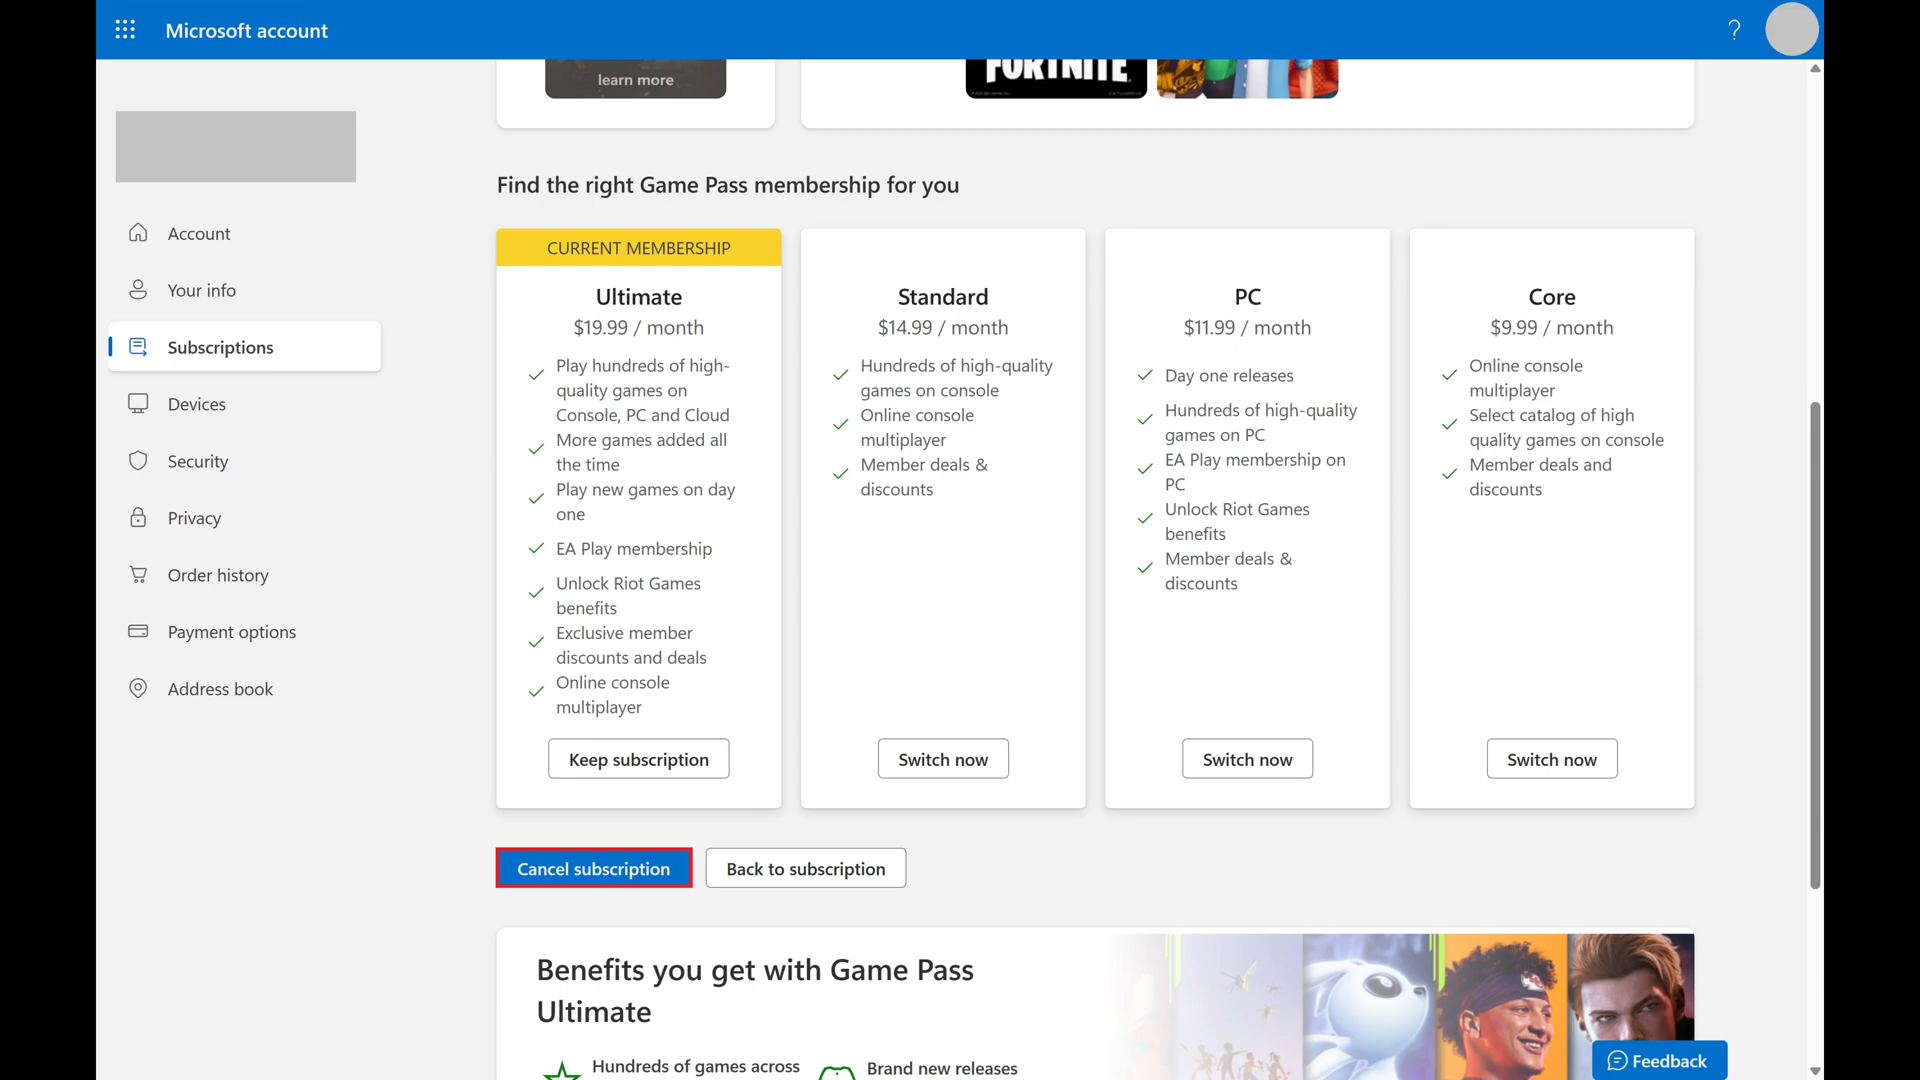 Microsoft account
?
learn more
FORTNITE
Find the right Game Pass membership for you
Account
Your info
Subscriptions
Devices
Security
Privacy
Order history
Payment options
Address book
CURRENT MEMBERSHIP
Ultimate
$19.99 / month
Play hundreds of high-
quality games on
Console, PC and Cloud
More games added all
the time
Play new games on day
one
EA Play membership
Unlock Riot Games
benefits
Exclusive member
discounts and deals
Online console
multiplayer
Keep subscription
Standard
$14.99 / month
Hundreds of high-quality
games on console
Online console
multiplayer
Member deals &
discounts
Switch now
PC
$11.99 / month
Day one releases
Hundreds of high-quality
games on PC
EA Play membership on
PC
Unlock Riot Games
benefits
Member deals &
discounts
Switch now
Core
$9.99 / month
Online console
multiplayer
Select catalog of high
quality games on console
Member deals and
discounts
Switch now
Cancel subscription
Back to subscription
Benefits you get with Game Pass
Ultimate
Hundreds of games across
Brand new releases
Feedback